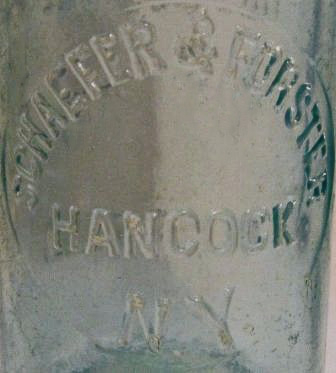 SCHAEFER & FORSTER
HANCOCK
N.Y.